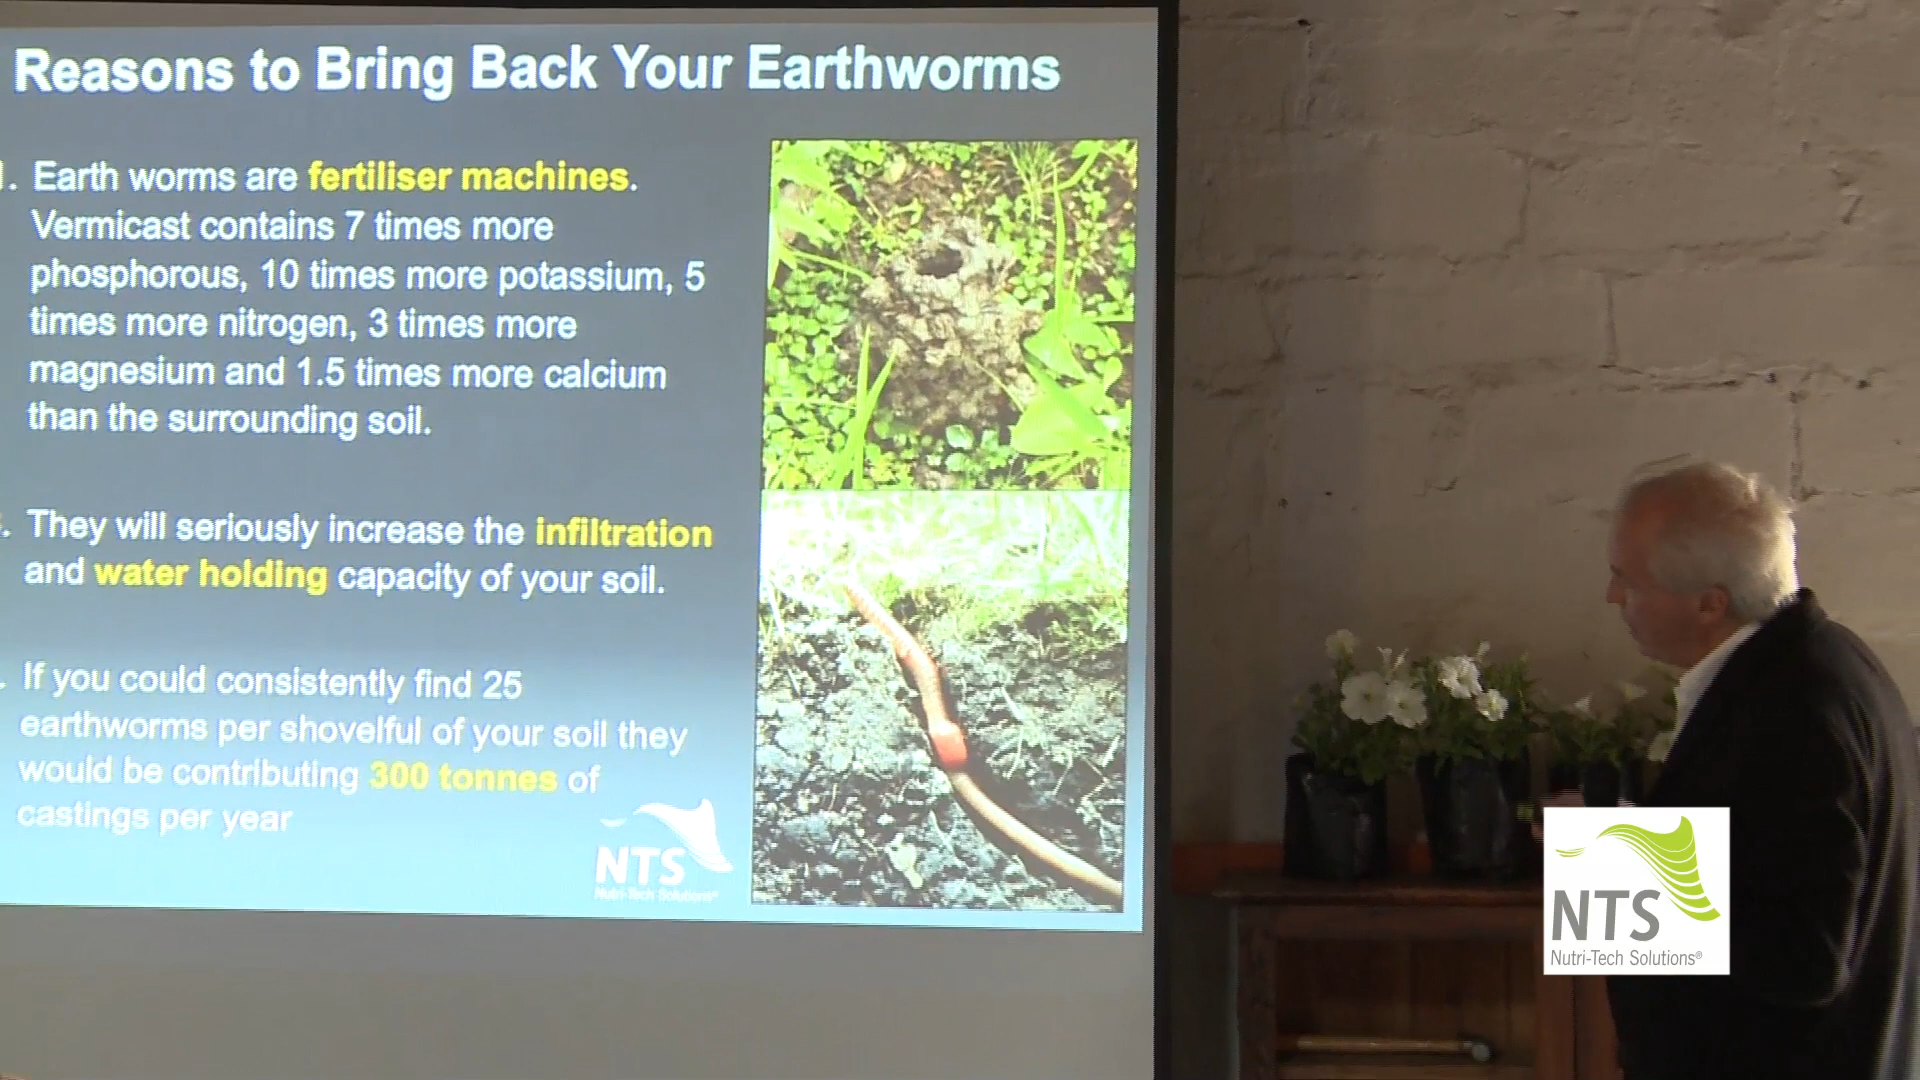 Reasons to Bring Back Your Earthworms
1. Earth worms are fertiliser machines.
Vermicast contains 7 times more
phosphorous, 10 times more potassium, 5
times more nitrogen, 3 times more
magnesium and 1.5 times more calcium
than the surrounding soil.
. They will seriously increase the infiltration
and water holding capacity of your soil.
. If you could consistently find 25
earthworms per shovelful of your soil they
would be contributing 300 tonnes of
castings per year
NTS
Nutri-Tech Solutions®
NTS
Nutri-Tech Solutions®